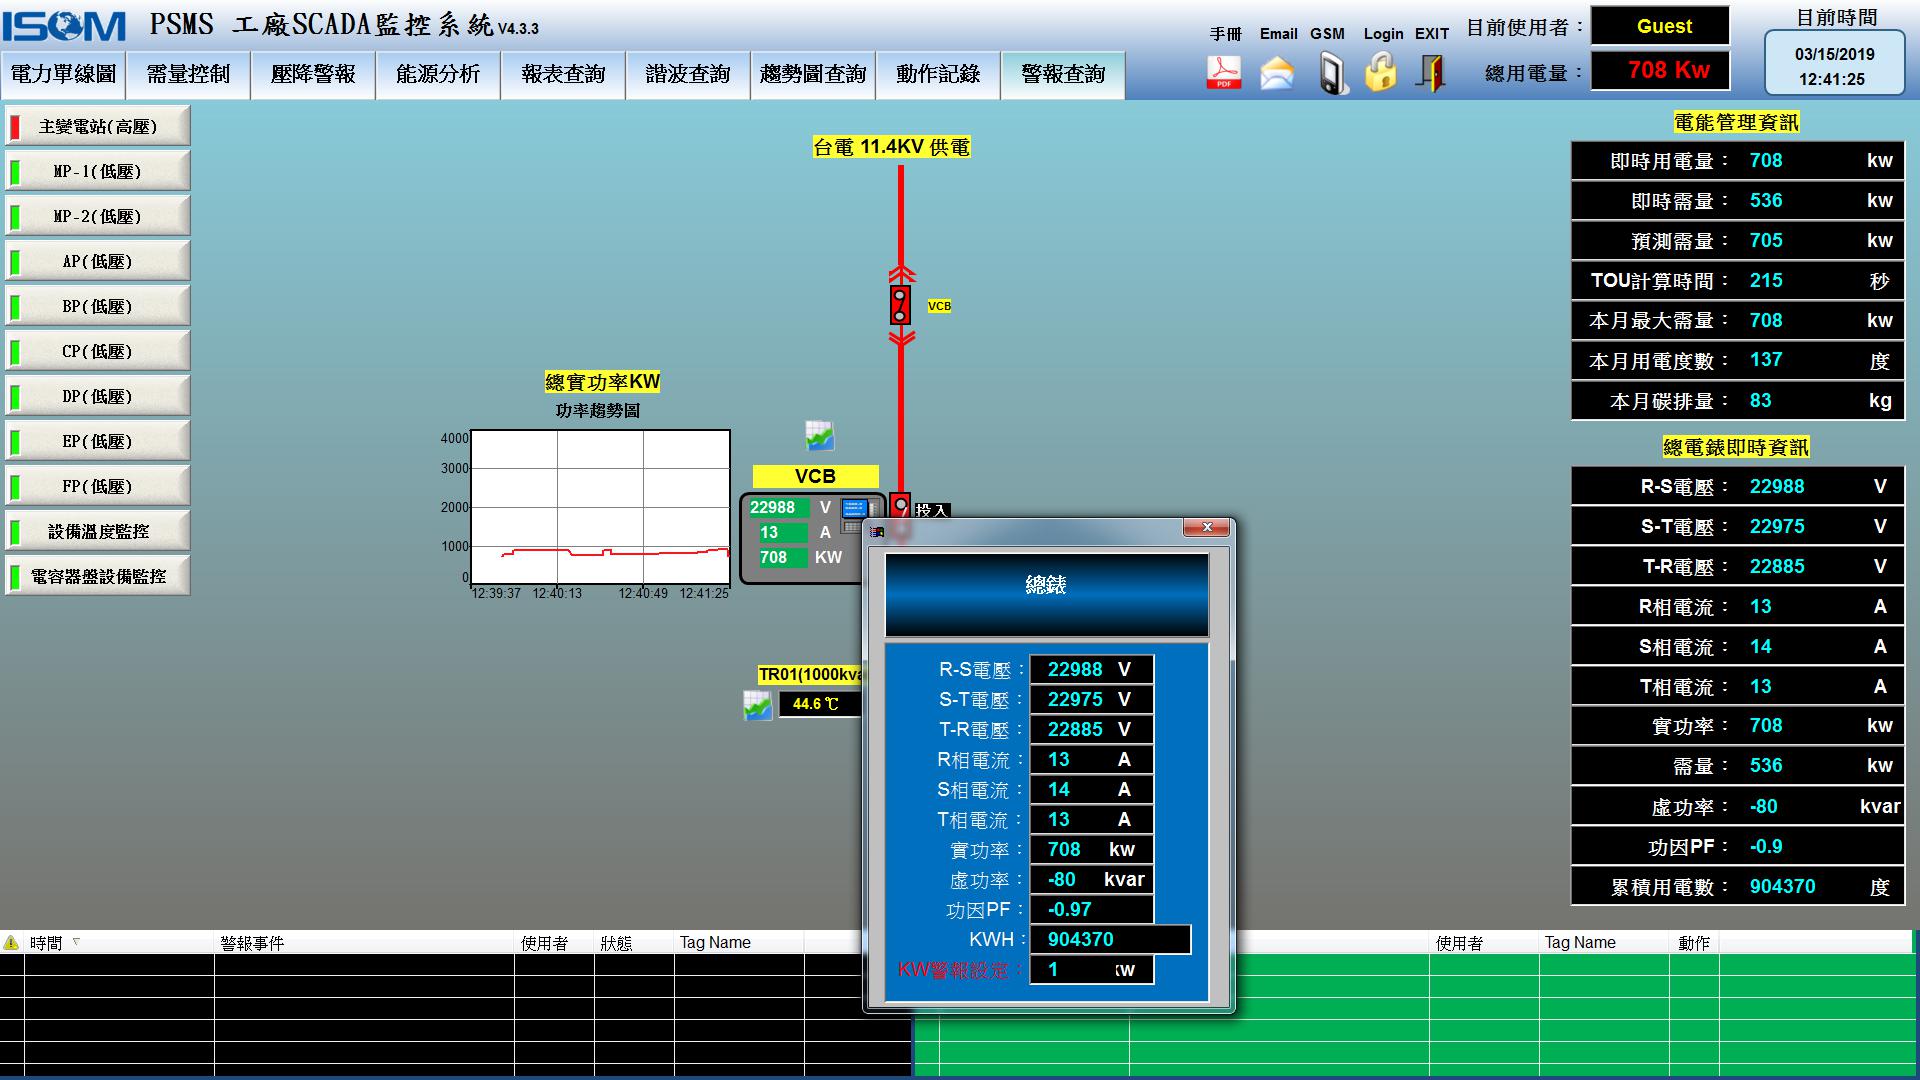 ISOM PSMS 工廠SCADA監控系統 V4.3.3
手冊 Email GSM Login EXIT
目前使用者： Guest
總用電量： 708 Kw
目前時間
03/15/2019
12:41:25
電力單線圖 需量控制 壓降警報 能源分析 報表查詢 諧波查詢 趨勢圖查詢 動作記錄 警報查詢
PDF
主變電站(高壓)
MP-1(低壓)
MP-2(低壓)
AP(低壓)
BP(低壓)
CP(低壓)
DP(低壓)
EP(低壓)
FP(低壓)
設備溫度監控
電容器盤設備監控
台電 11.4KV 供電
VCB
總實功率KW
功率趨勢圖
4000
3000
2000
1000
0
12:39:37 12:40:13 12:40:49 12:41:25
VCB
22988 V
13 A
708 KW
投入
TR01(1000kva
44.6 ℃
總錶
R-S電壓： 22988 V
S-T電壓： 22975 V
T-R電壓： 22885 V
R相電流： 13 A
S相電流： 14 A
T相電流： 13 A
實功率： 708 kw
虛功率： -80 kvar
功因PF： -0.97
KWH： 904370
KW警報設定： 1 kw
電能管理資訊
即時用電量： 708 kw
即時需量： 536 kw
預測需量： 705 kw
TOU計算時間： 215 秒
本月最大需量： 708 kw
本月用電度數： 137 度
本月碳排量： 83 kg
總電錶即時資訊
R-S電壓： 22988 V
S-T電壓： 22975 V
T-R電壓： 22885 V
R相電流： 13 A
S相電流： 14 A
T相電流： 13 A
實功率： 708 kw
需量： 536 kw
虛功率： -80 kvar
功因PF： -0.9
累積用電數： 904370 度
時間 警報事件 使用者 狀態 Tag Name
使用者 Tag Name 動作